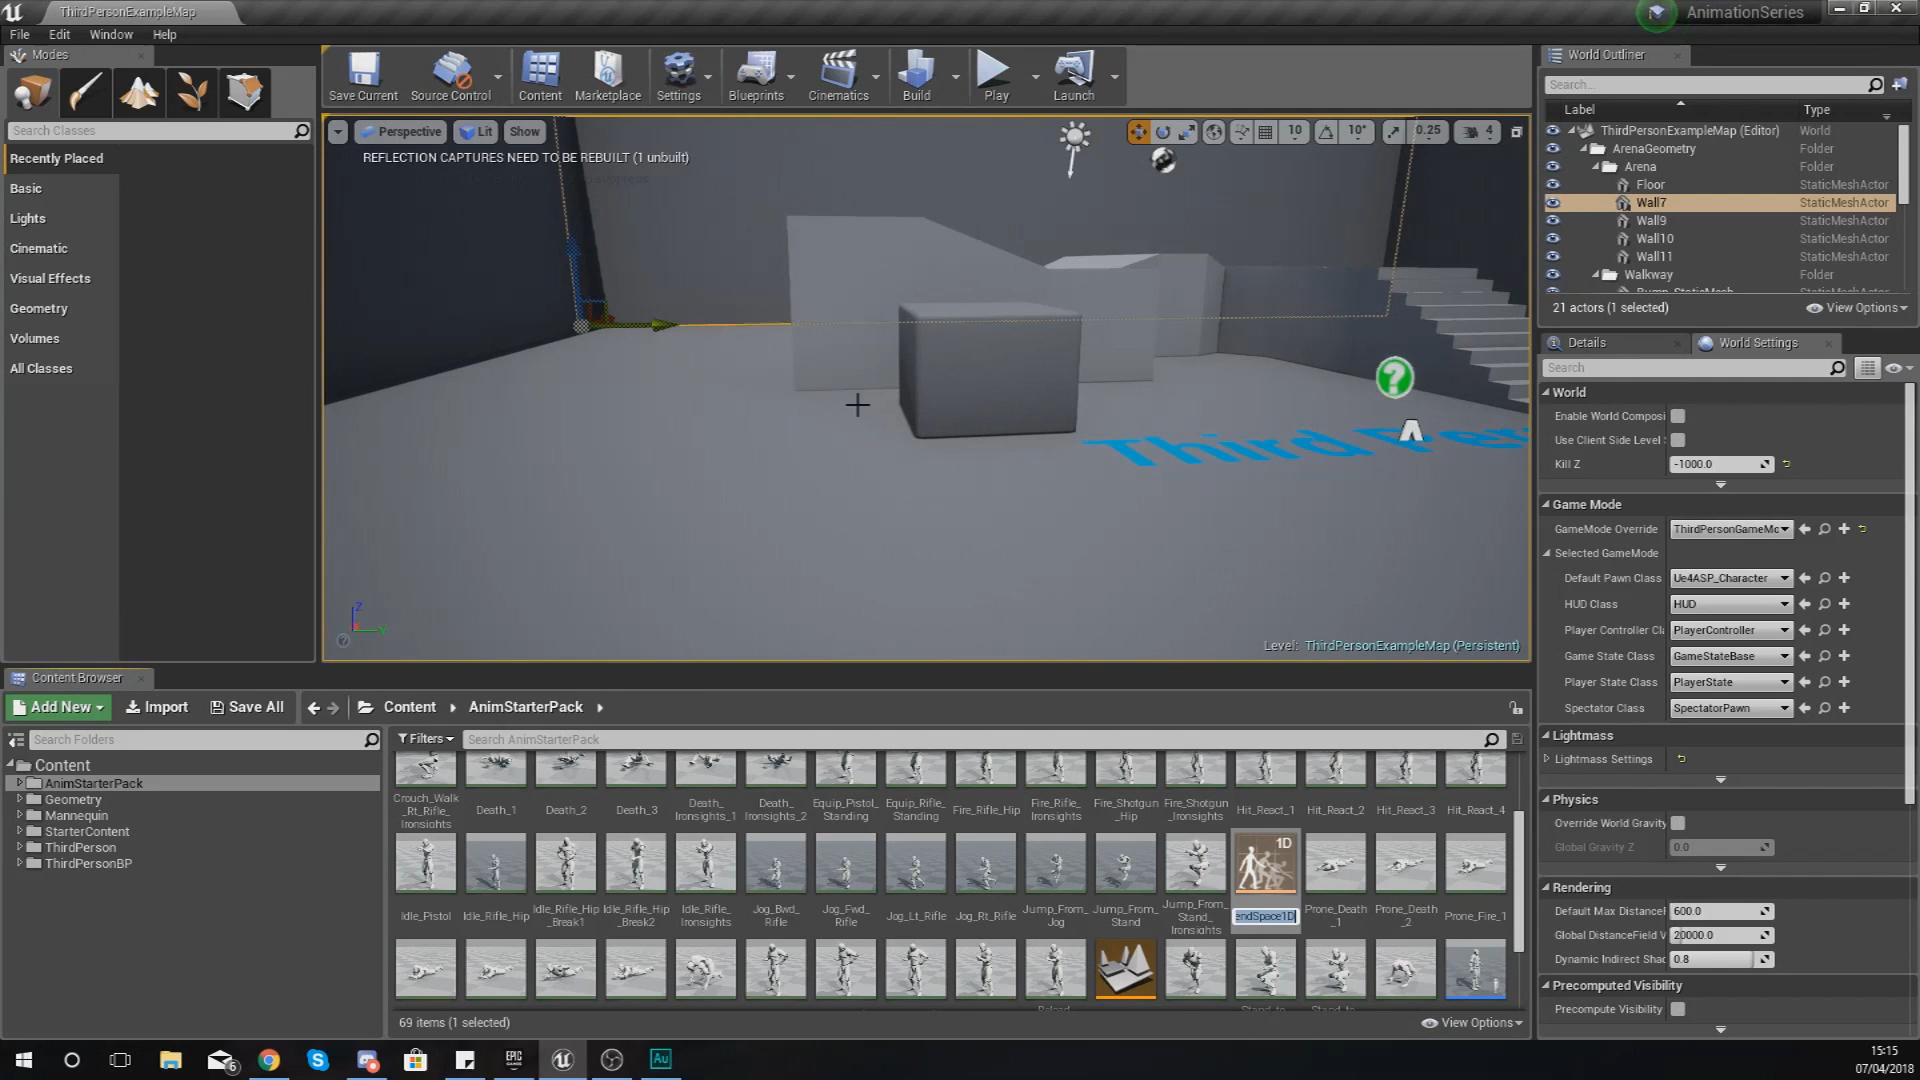 ThirdPersonExampleMap
AnimationSeries
File Edit Window Help
Modes
Search Classes
Recently Placed
Basic
Lights
Cinematic
Visual Effects
Geometry
Volumes
All Classes
Save Current Source Control Content Marketplace Settings Blueprints Cinematics Build Play Launch
Perspective Lit Show 10 10° 0.25 4
REFLECTION CAPTURES NEED TO BE REBUILT (1 unbuilt)
Third Per
Level: ThirdPersonExampleMap (Persistent)
World Outliner
Search...
Label Type
ThirdPersonExampleMap (Editor) World
ArenaGeometry Folder
Arena Folder
Floor StaticMeshActor
Wall7 StaticMeshActor
Wall9 StaticMeshActor
Wall10 StaticMeshActor
Wall11 StaticMeshActor
Walkway Folder
Bump_StaticMesh StaticMeshActor
21 actors (1 selected) View Options
Details World Settings
Search
World
Enable World Composi
Use Client Side Level
Kill Z -1000.0
Game Mode
GameMode Override ThirdPersonGameMo
Selected GameMode
Default Pawn Class Ue4ASP_Character
HUD Class HUD
Player Controller Cl PlayerController
Game State Class GameStateBase
Player State Class PlayerState
Spectator Class SpectatorPawn
Lightmass
Lightmass Settings
Physics
Override World Gravity
Global Gravity Z 0.0
Rendering
Default Max DistanceF 600.0
Global DistanceField V 20000.0
Dynamic Indirect Shad 0.8
Precomputed Visibility
Precompute Visibility
Content Browser
Add New Import Save All Content AnimStarterPack
Search Folders
Filters Search AnimStarterPack
Content
AnimStarterPack
Geometry
Mannequin
StarterContent
ThirdPerson
ThirdPersonBP
Crouch_Walk_Rt_Rifle_Ironsights Death_1 Death_2 Death_3 Death_Ironsights_1 Death_Ironsights_2 Equip_Pistol_Standing Equip_Rifle_Standing Fire_Rifle_Hip Fire_Rifle_Ironsights Fire_Shotgun_Hip Fire_Shotgun_Ironsights Hit_React_1 Hit_React_2 Hit_React_3 Hit_React_4
1D
Idle_Pistol Idle_Rifle_Hip Idle_Rifle_Hip_Break1 Idle_Rifle_Hip_Break2 Idle_Rifle_Ironsights Jog_Bwd_Rifle Jog_Fwd_Rifle Jog_Lt_Rifle Jog_Rt_Rifle Jump_From_Jog Jump_From_Stand Jump_From_Stand_Ironsights endSpace1D Prone_Death_1 Prone_Death_2 Prone_Fire_1
69 items (1 selected) View Options
6
EPIC GAMES
Au
15:15
07/04/2018